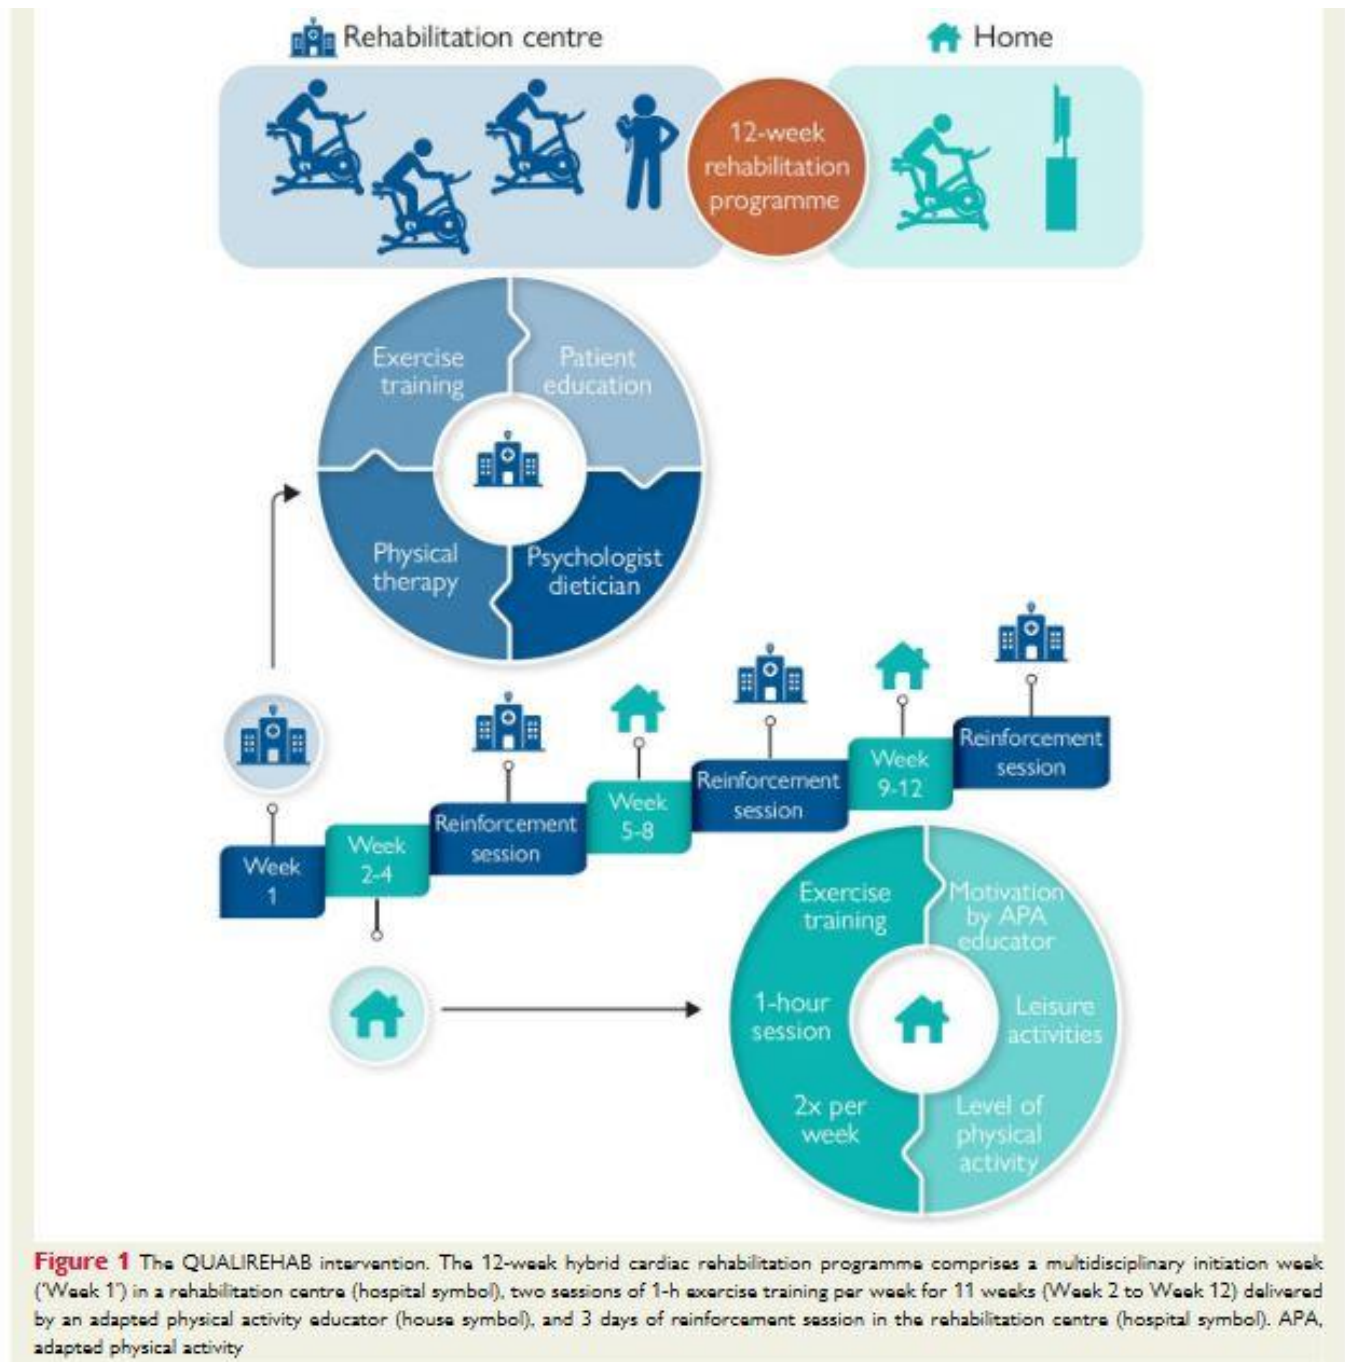 Rehabilitation centre
Home
12-week
rehabilitation
programme
Exercise
training
Patient
education
Physical
therapy
Psychologist
dietician
Week
1
Week
2-4
Reinforcement
session
Week
5-8
Reinforcement
session
Week
9-12
Reinforcement
session
Exercise
training
1-hour
session
2x per
week
Motivation
by APA
educator
Leisure
activities
Level of
physical
activity
Figure 1 The QUALIREHAB intervention. The 12-week hybrid cardiac rehabilitation programme comprises a multidisciplinary initiation week
('Week 1') in a rehabilitation centre (hospital symbol), two sessions of 1-h exercise training per week for 11 weeks (Week 2 to Week 12) delivered
by an adapted physical activity educator (house symbol), and 3 days of reinforcement session in the rehabilitation centre (hospital symbol). APA,
adapted physical activity